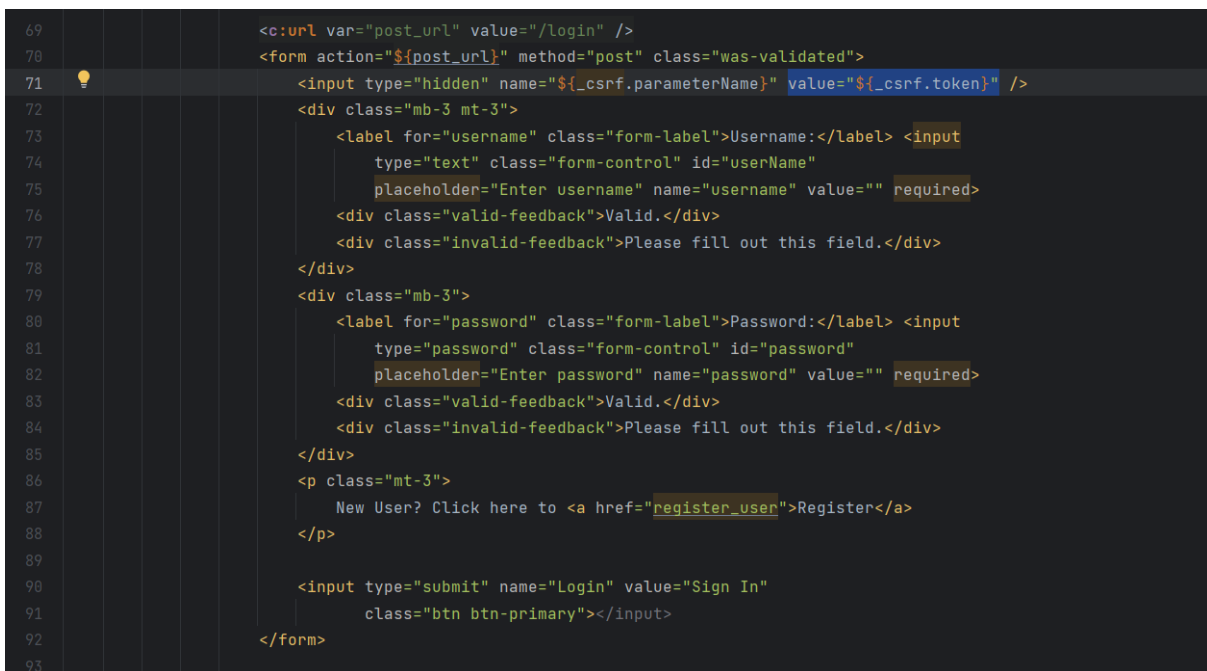 69 <c:url var="post_url" value="/login" />
70 <form action="${post_url}" method="post" class="was-validated">
71 <input type="hidden" name="${_csrf.parameterName}" value="${_csrf.token}" />
72 <div class="mb-3 mt-3">
73 <label for="username" class="form-label">Username:</label> <input
74 type="text" class="form-control" id="userName"
75 placeholder="Enter username" name="username" value="" required>
76 <div class="valid-feedback">Valid.</div>
77 <div class="invalid-feedback">Please fill out this field.</div>
78 </div>
79 <div class="mb-3">
80 <label for="password" class="form-label">Password:</label> <input
81 type="password" class="form-control" id="password"
82 placeholder="Enter password" name="password" value="" required>
83 <div class="valid-feedback">Valid.</div>
84 <div class="invalid-feedback">Please fill out this field.</div>
85 </div>
86 <p class="mt-3">
87 New User? Click here to <a href="register_user">Register</a>
88 </p>
89
90 <input type="submit" name="Login" value="Sign In"
91 class="btn btn-primary"></input>
92 </form>
93